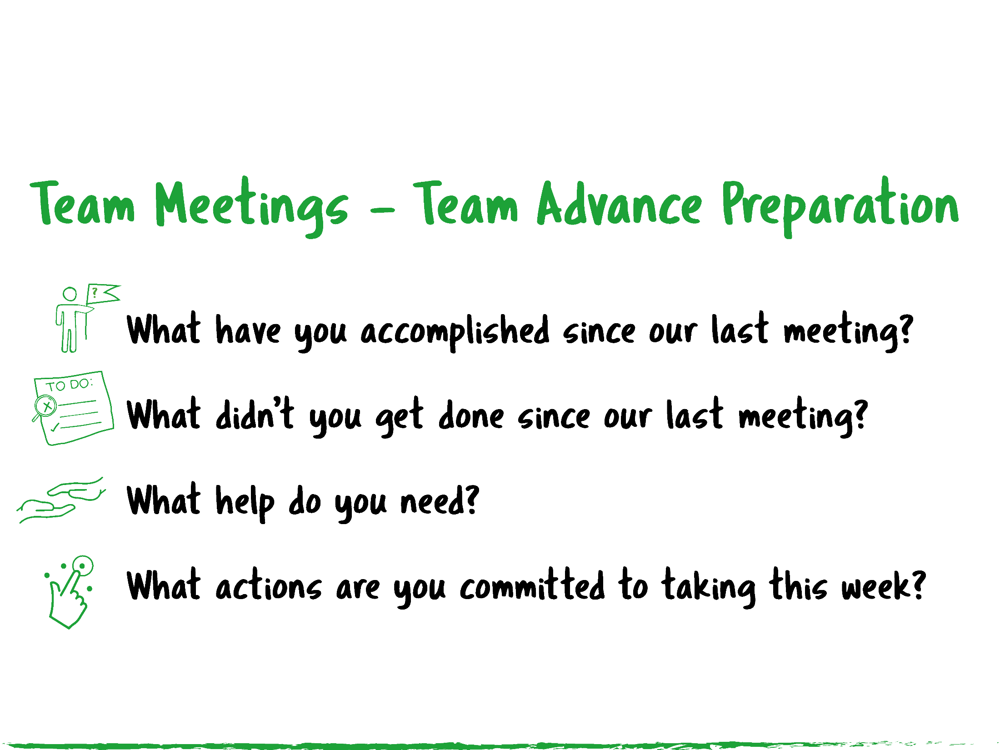 Team Meetings – Team Advance Preparation
?
What have you accomplished since our last meeting?
TO DO:
What didn't you get done since our last meeting?
What help do you need?
What actions are you committed to taking this week?